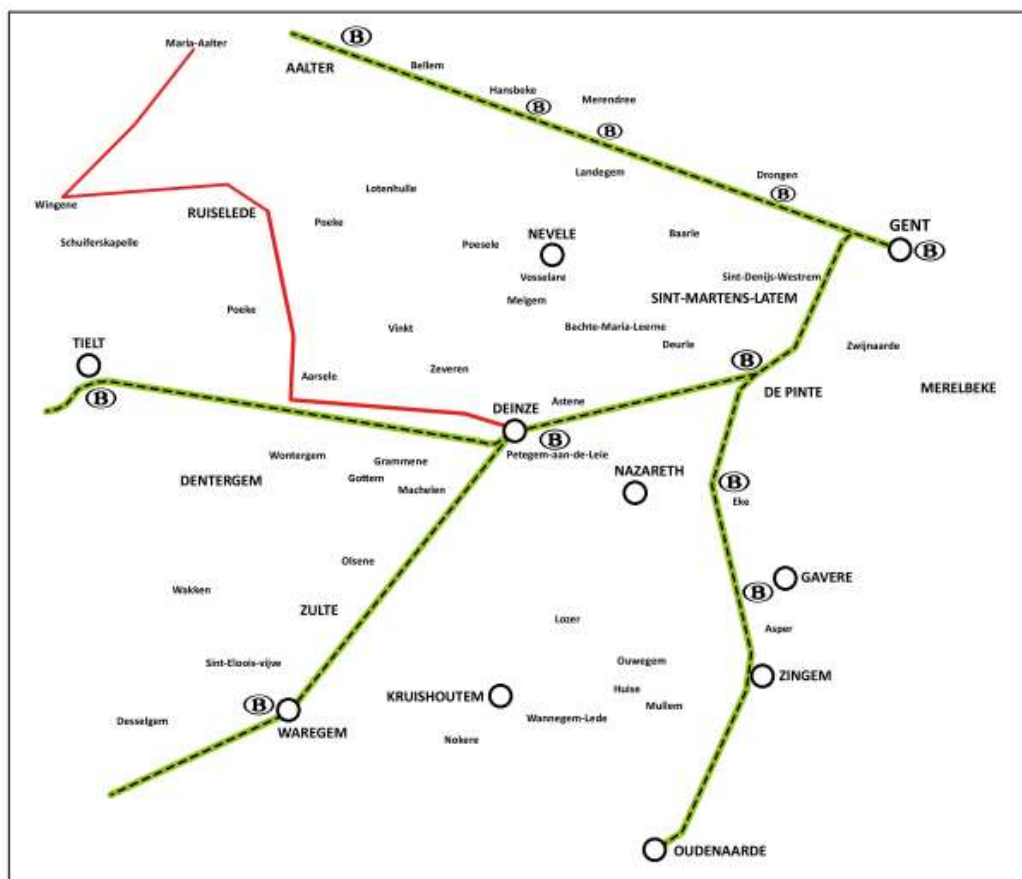 Maria-Aalter
B
AALTER
Bellem
Hansbeke
B
Merendree
B
Landegem
Drongen
B
Lotenhulle
Wingene
RUISELEDE
Poeke
GENT
B
Schuiferskapelle
Poesele
NEVELE
Baarle
Vosselare
Sint-Denijs-Westrem
Meigem
SINT-MARTENS-LATEM
Poeke
Vinkt
Bachte-Maria-Leerne
Deurle
TIELT
Zwijnaarde
Zeveren
B
Aarsele
DE PINTE
MERELBEKE
B
Astene
DEINZE
B
Petegem-aan-de-Leie
Wontergem
Grammene
NAZARETH
DENTERGEM
Gottem
Machelen
B
Eke
Olsene
Wakken
GAVERE
B
ZULTE
Lozer
Asper
Sint-Eloois-vijve
Ouwegem
ZINGEM
KRUISHOUTEM
Huise
B
Mullem
Desselgem
Wannegem-Lede
WAREGEM
Nokere
OUDENAARDE